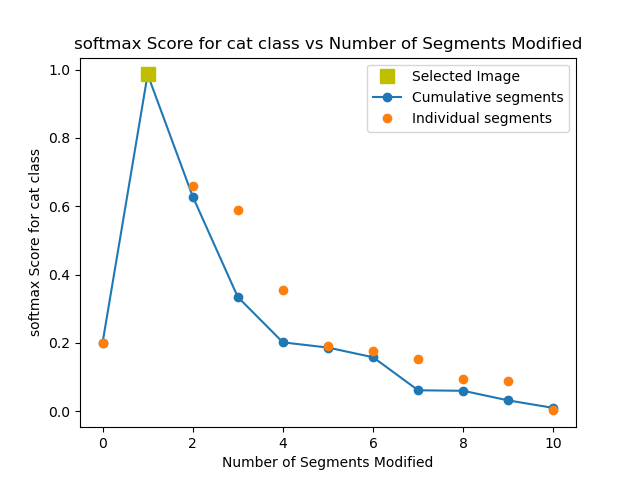 softmax Score for cat class vs Number of Segments Modified
Selected Image
Cumulative segments
Individual segments
softmax Score for cat class
1.0
0.8
0.6
0.4
0.2
0.0
0 2 4 6 8 10
Number of Segments Modified